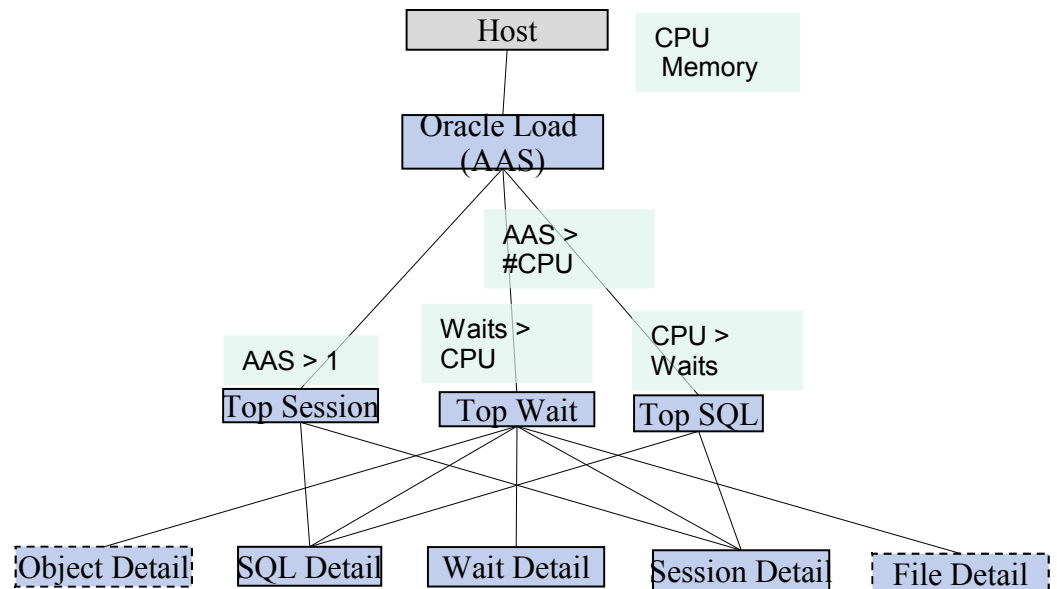 Host
CPU
Memory
Oracle Load
(AAS)
AAS >
#CPU
Waits >
CPU
CPU >
Waits
AAS > 1
Top Session
Top Wait
Top SQL
Object Detail
SQL Detail
Wait Detail
Session Detail
File Detail